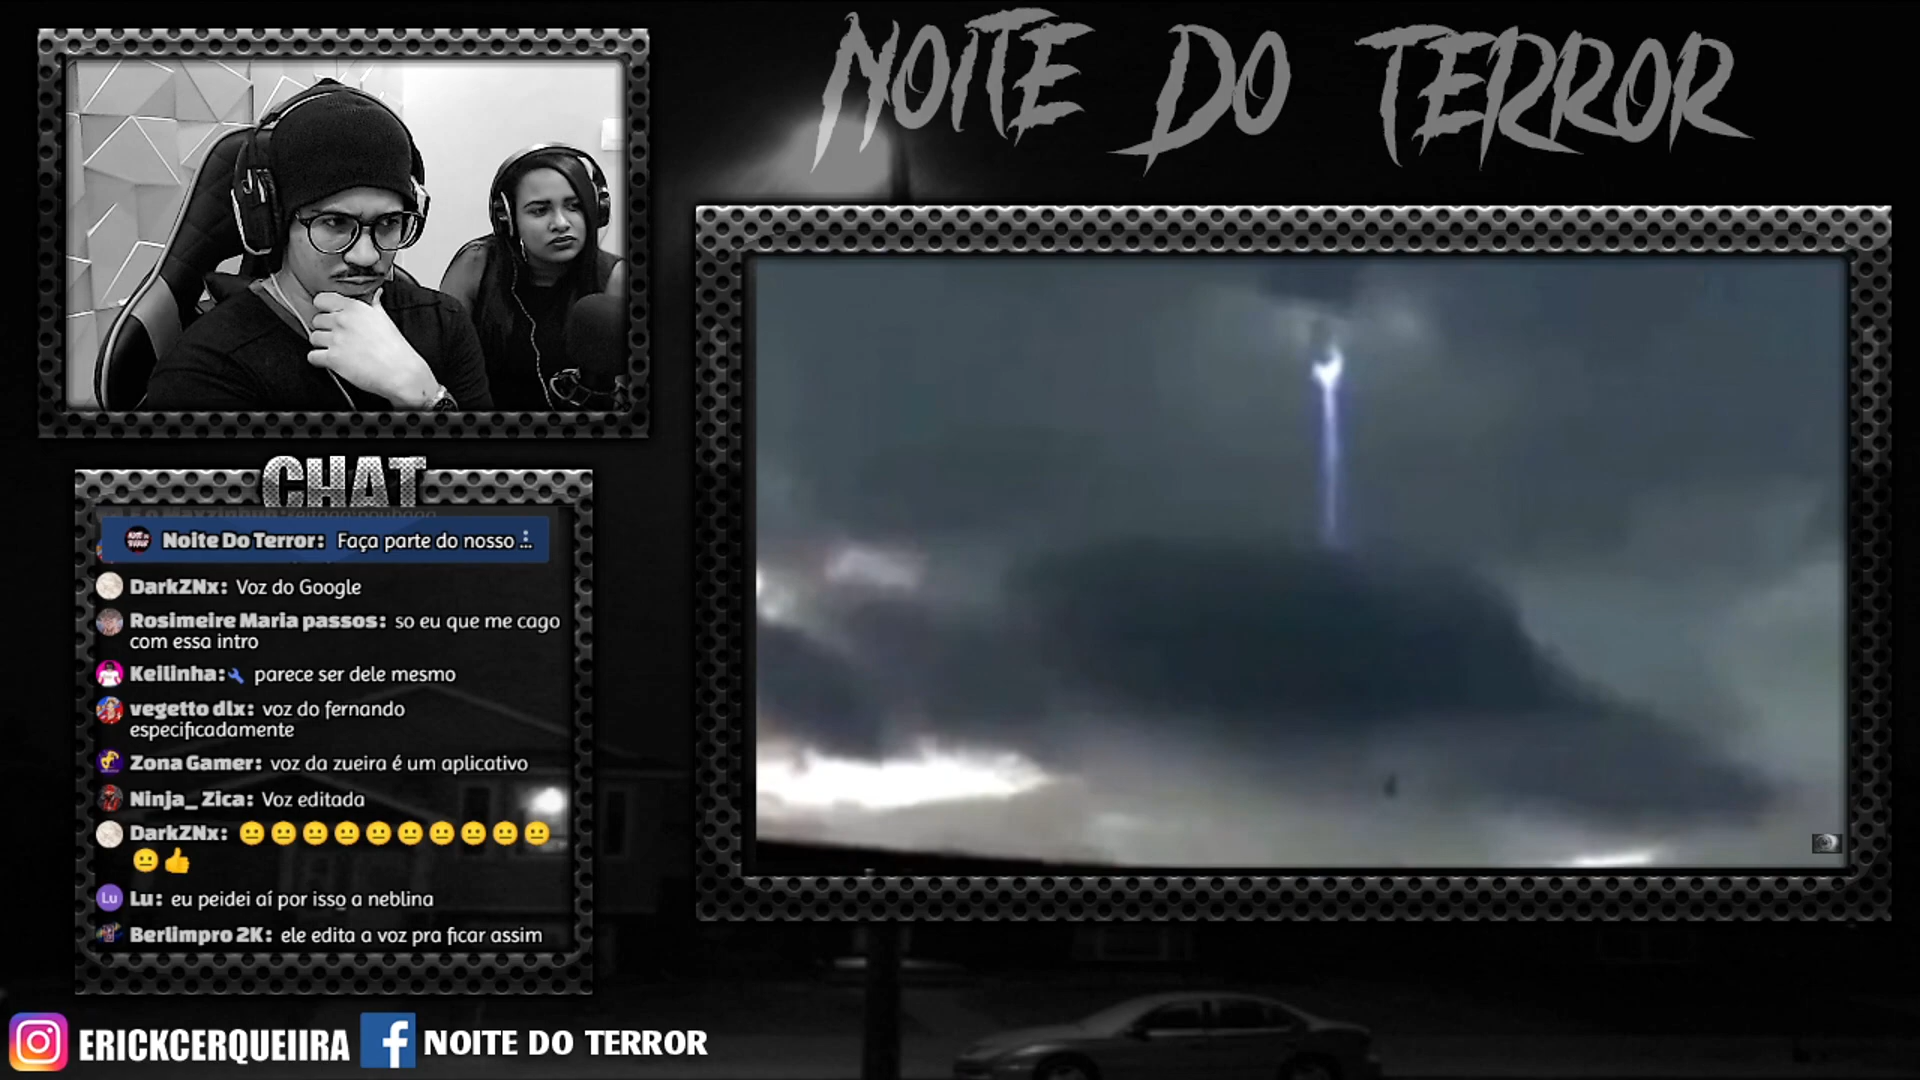 NOITE DO TERROR
CHAT
Noite Do Terror: Faça parte do nosso ...
DarkZNx: Voz do Google
Rosimeire Maria passos: so eu que me cago
com essa intro
Keilinha: parece ser dele mesmo
vegetto dlx: voz do fernando
especificadamente
Zona Gamer: voz da zueira é um aplicativo
Ninja_ Zica: Voz editada
DarkZNx: 😐😐😐😐😐😐😐😐😐😐
😐👍
Lu Lu: eu peidei aí por isso a neblina
Berlimpro 2K: ele edita a voz pra ficar assim
ERICKCERQUEIIRA f NOITE DO TERROR